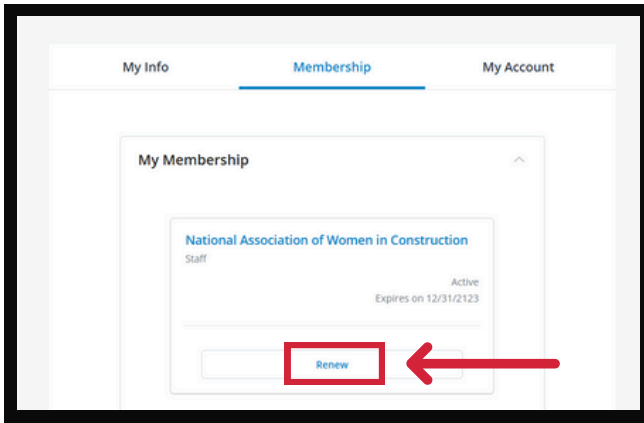 My Info Membership My Account
My Membership
National Association of Women in Construction
Staff
Active
Expires on 12/31/2123
Renew